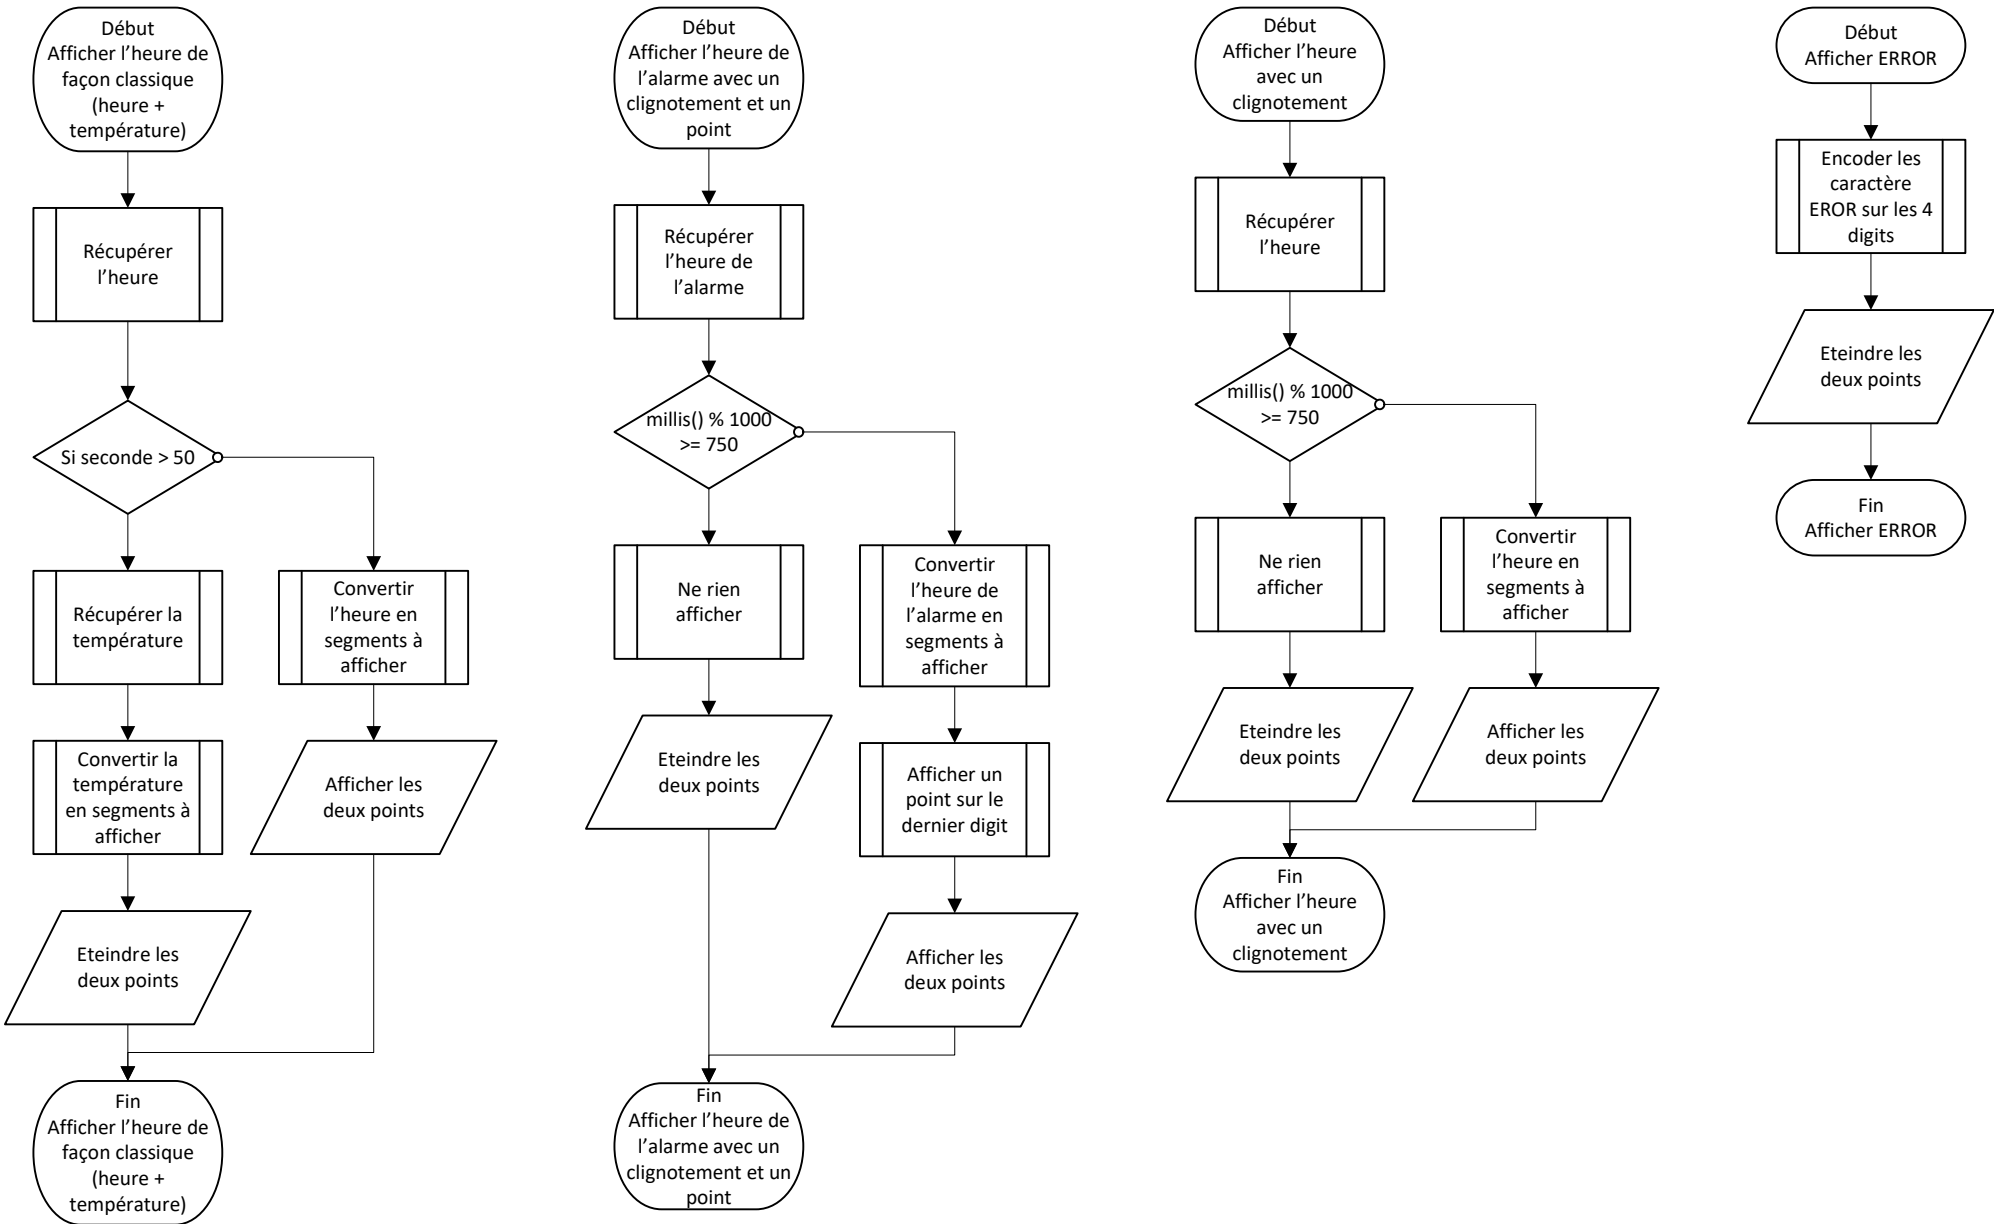 Début
Afficher l’heure de
façon classique
(heure +
température)
Récupérer
l’heure
Si seconde > 50
Récupérer la
température
Convertir la
température
en segments à
afficher
Eteindre les
deux points
Convertir
l’heure en
segments à
afficher
Afficher les
deux points
Fin
Afficher l’heure de
façon classique
(heure +
température)
Début
Afficher l’heure de
l’alarme avec un
clignotement et un
point
Récupérer
l’heure de
l’alarme
millis() % 1000
>= 750
Ne rien
afficher
Eteindre les
deux points
Convertir
l’heure de
l’alarme en
segments à
afficher
Afficher un
point sur le
dernier digit
Afficher les
deux points
Fin
Afficher l’heure de
l’alarme avec un
clignotement et un
point
Début
Afficher l’heure
avec un
clignotement
Récupérer
l’heure
millis() % 1000
>= 750
Ne rien
afficher
Eteindre les
deux points
Convertir
l’heure en
segments à
afficher
Afficher les
deux points
Fin
Afficher l’heure
avec un
clignotement
Début
Afficher ERROR
Encoder les
caractère
EROR sur les 4
digits
Eteindre les
deux points
Fin
Afficher ERROR